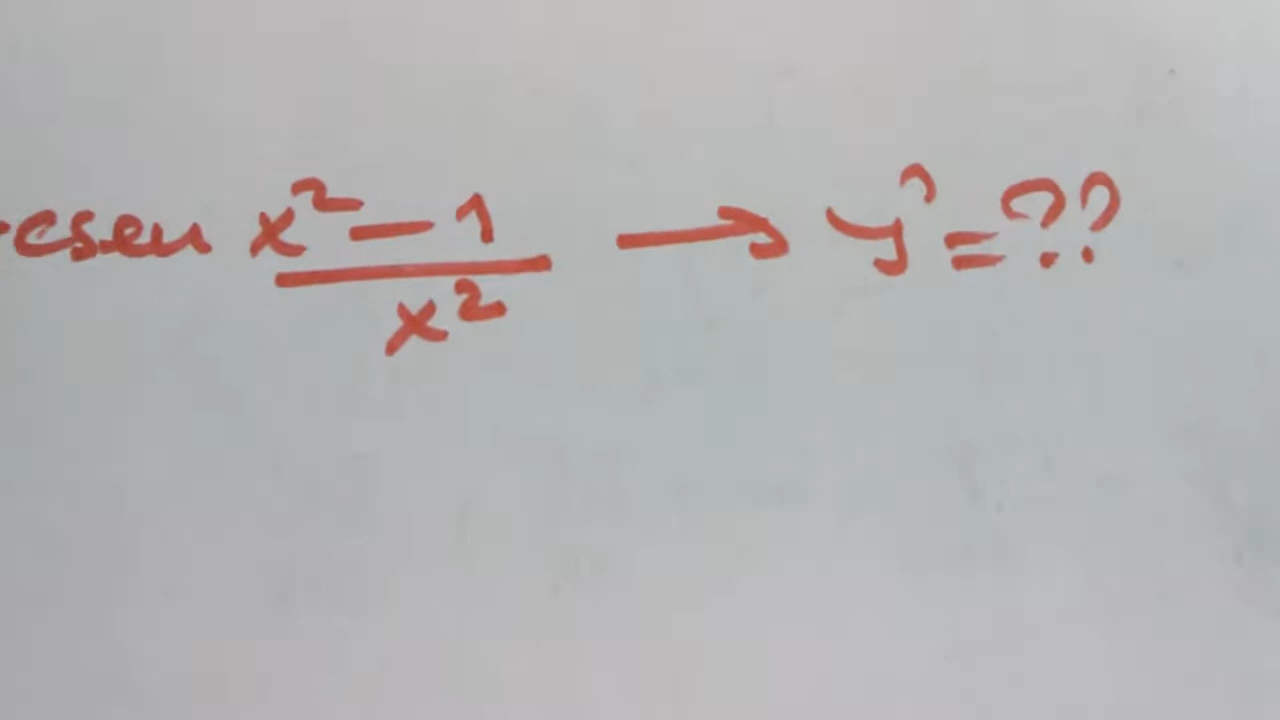 x² - 1 / x² → y' = ??